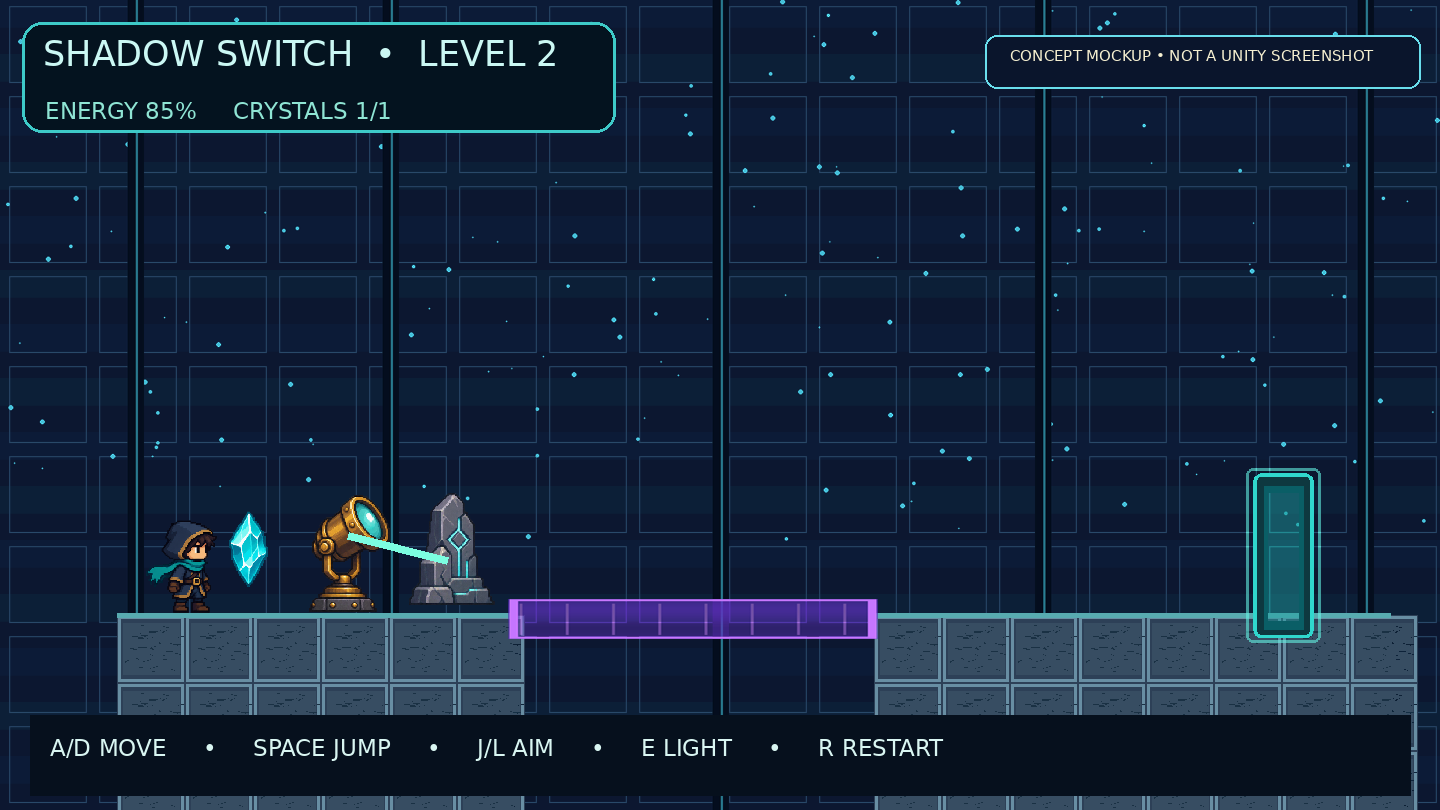 SHADOW SWITCH • LEVEL 2
ENERGY 85% CRYSTALS 1/1
CONCEPT MOCKUP • NOT A UNITY SCREENSHOT
A/D MOVE • SPACE JUMP • J/L AIM • E LIGHT • R RESTART